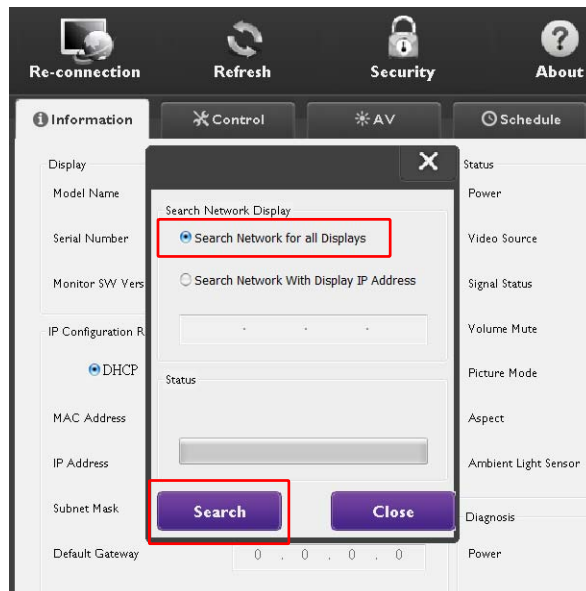 Re-connection Refresh Security About
Information Control AV Schedule
Display
Model Name
Serial Number
Monitor SW Vers
IP Configuration R
DHCP
MAC Address
IP Address
Subnet Mask
Default Gateway 0 . 0 . 0 . 0
X
Search Network Display
Search Network for all Displays
Search Network With Display IP Address
Status
Search Close
Status
Power
Video Source
Signal Status
Volume Mute
Picture Mode
Aspect
Ambient Light Sensor
Diagnosis
Power